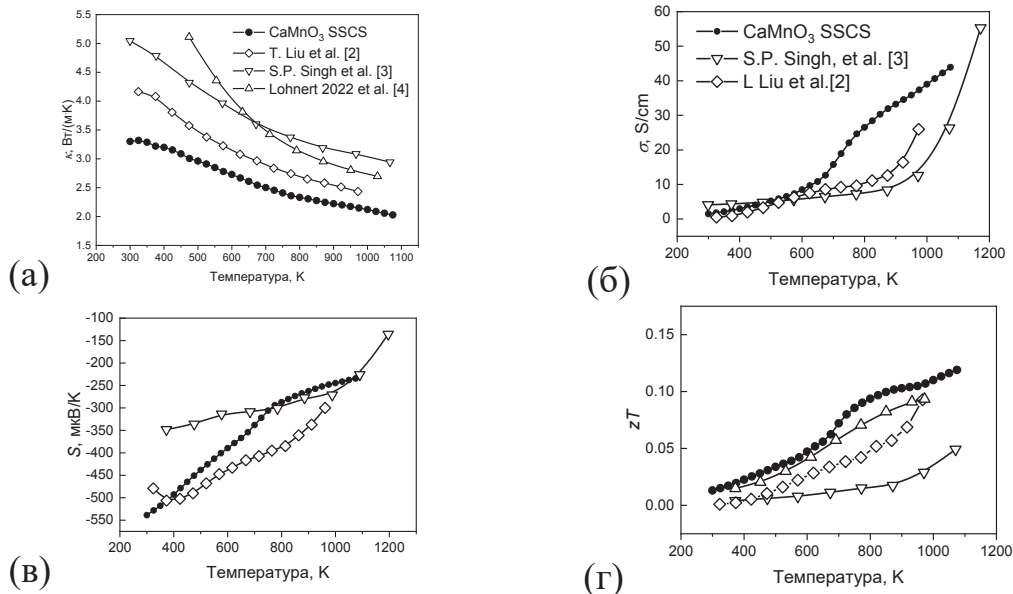 5.5
5.0
4.5
4.0
3.5
3.0
2.5
2.0
1.5
κ, Вт/(м·К)
CaMnO₃ SSCS
T. Liu et al. [2]
S.P. Singh et al. [3]
Lohnert 2022 et al. [4]
200 300 400 500 600 700 800 900 1000 1100
Температура, K
(а)
60
50
40
30
20
10
0
σ, S/cm
CaMnO₃ SSCS
S.P. Singh, et al. [3]
L Liu et al.[2]
200 400 600 800 1000 1200
Температура, K
(б)
-100
-150
-200
-250
-300
-350
-400
-450
-500
-550
S, мкВ/К
200 400 600 800 1000 1200
Температура, K
(в)
0.15
0.10
0.05
0.00
zT
200 400 600 800 1000 1200
Температура, K
(г)